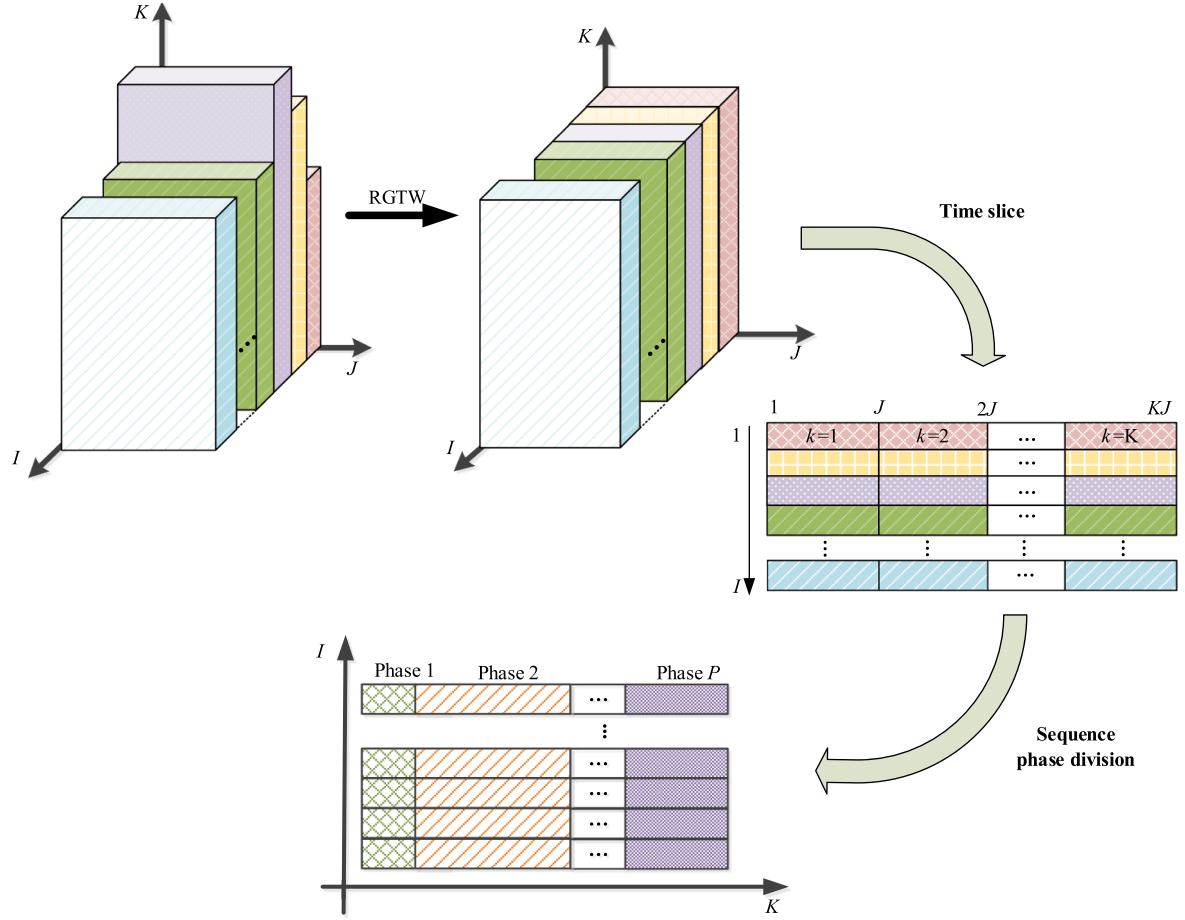 K
K
RGTW
Time slice
J
J
I
I
1 J 2J KJ
1 k=1 k=2 ... k=K
...
...
...
I ...
I
Phase 1 Phase 2 Phase P
...
...
...
...
...
Sequence
phase division
K